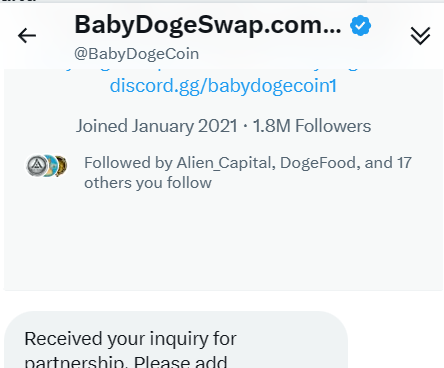 BabyDogeSwap.com...
@BabyDogeCoin
discord.gg/babydogecoin1
Joined January 2021 · 1.8M Followers
Followed by Alien_Capital, DogeFood, and 17
others you follow
Received your inquiry for
partnership. Please add